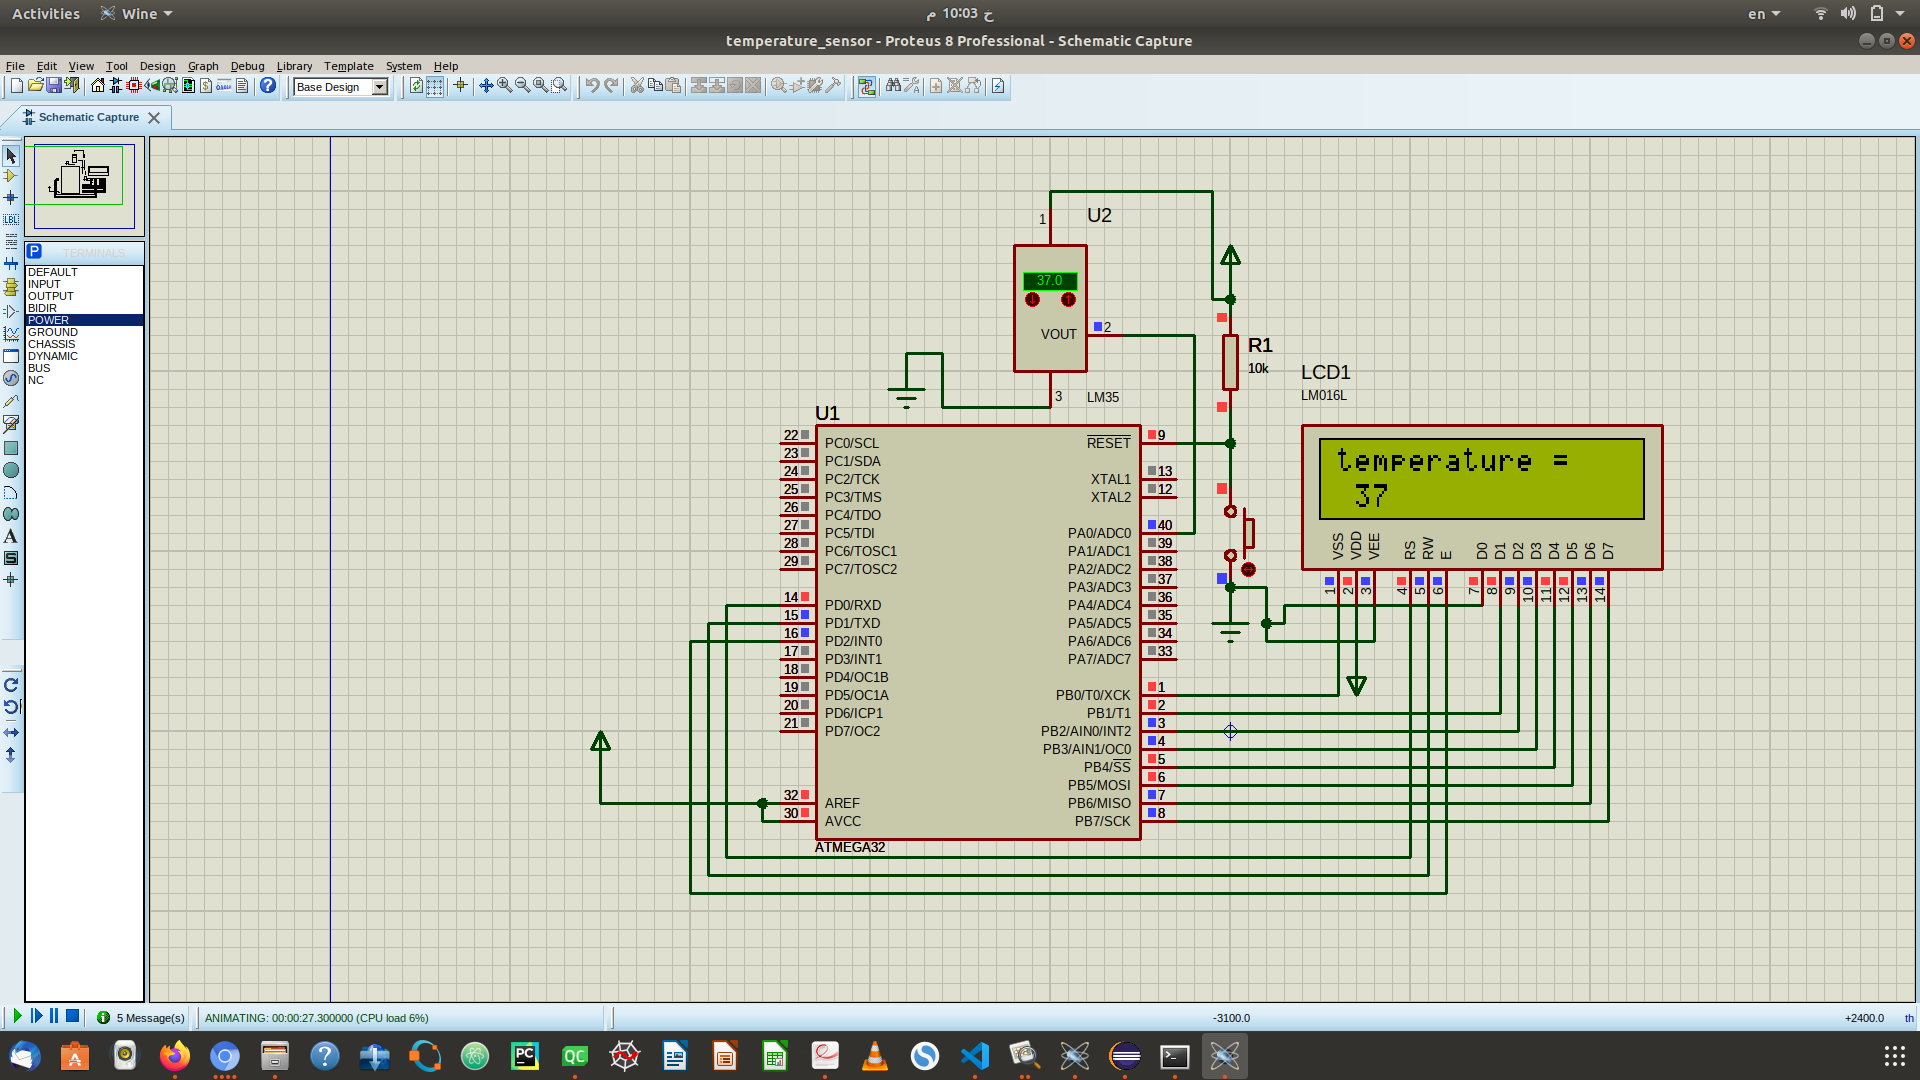 Activities
Wine
خ 10:03 م
en
temperature_sensor - Proteus 8 Professional - Schematic Capture
File Edit View Tool Design Graph Debug Library Template System Help
Base Design
Schematic Capture
LBL
P
TERMINALS
DEFAULT
INPUT
OUTPUT
BIDIR
POWER
GROUND
CHASSIS
DYNAMIC
BUS
NC
A
S
1
U2
37.0
VOUT
2
3
LM35
R1
10k
LCD1
LM016L
temperature =
37
VSS
VDD
VEE
RS
RW
E
D0
D1
D2
D3
D4
D5
D6
D7
1
2
3
4
5
6
7
8
9
10
11
12
13
14
U1
22 PC0/SCL
23 PC1/SDA
24 PC2/TCK
25 PC3/TMS
26 PC4/TDO
27 PC5/TDI
28 PC6/TOSC1
29 PC7/TOSC2
14 PD0/RXD
15 PD1/TXD
16 PD2/INT0
17 PD3/INT1
18 PD4/OC1B
19 PD5/OC1A
20 PD6/ICP1
21 PD7/OC2
32 AREF
30 AVCC
RESET 9
XTAL1 13
XTAL2 12
PA0/ADC0 40
PA1/ADC1 39
PA2/ADC2 38
PA3/ADC3 37
PA4/ADC4 36
PA5/ADC5 35
PA6/ADC6 34
PA7/ADC7 33
PB0/T0/XCK 1
PB1/T1 2
PB2/AIN0/INT2 3
PB3/AIN1/OC0 4
PB4/SS 5
PB5/MOSI 6
PB6/MISO 7
PB7/SCK 8
ATMEGA32
5 Message(s)
ANIMATING: 00:00:27.300000 (CPU load 6%)
-3100.0
+2400.0
th
PC
QC